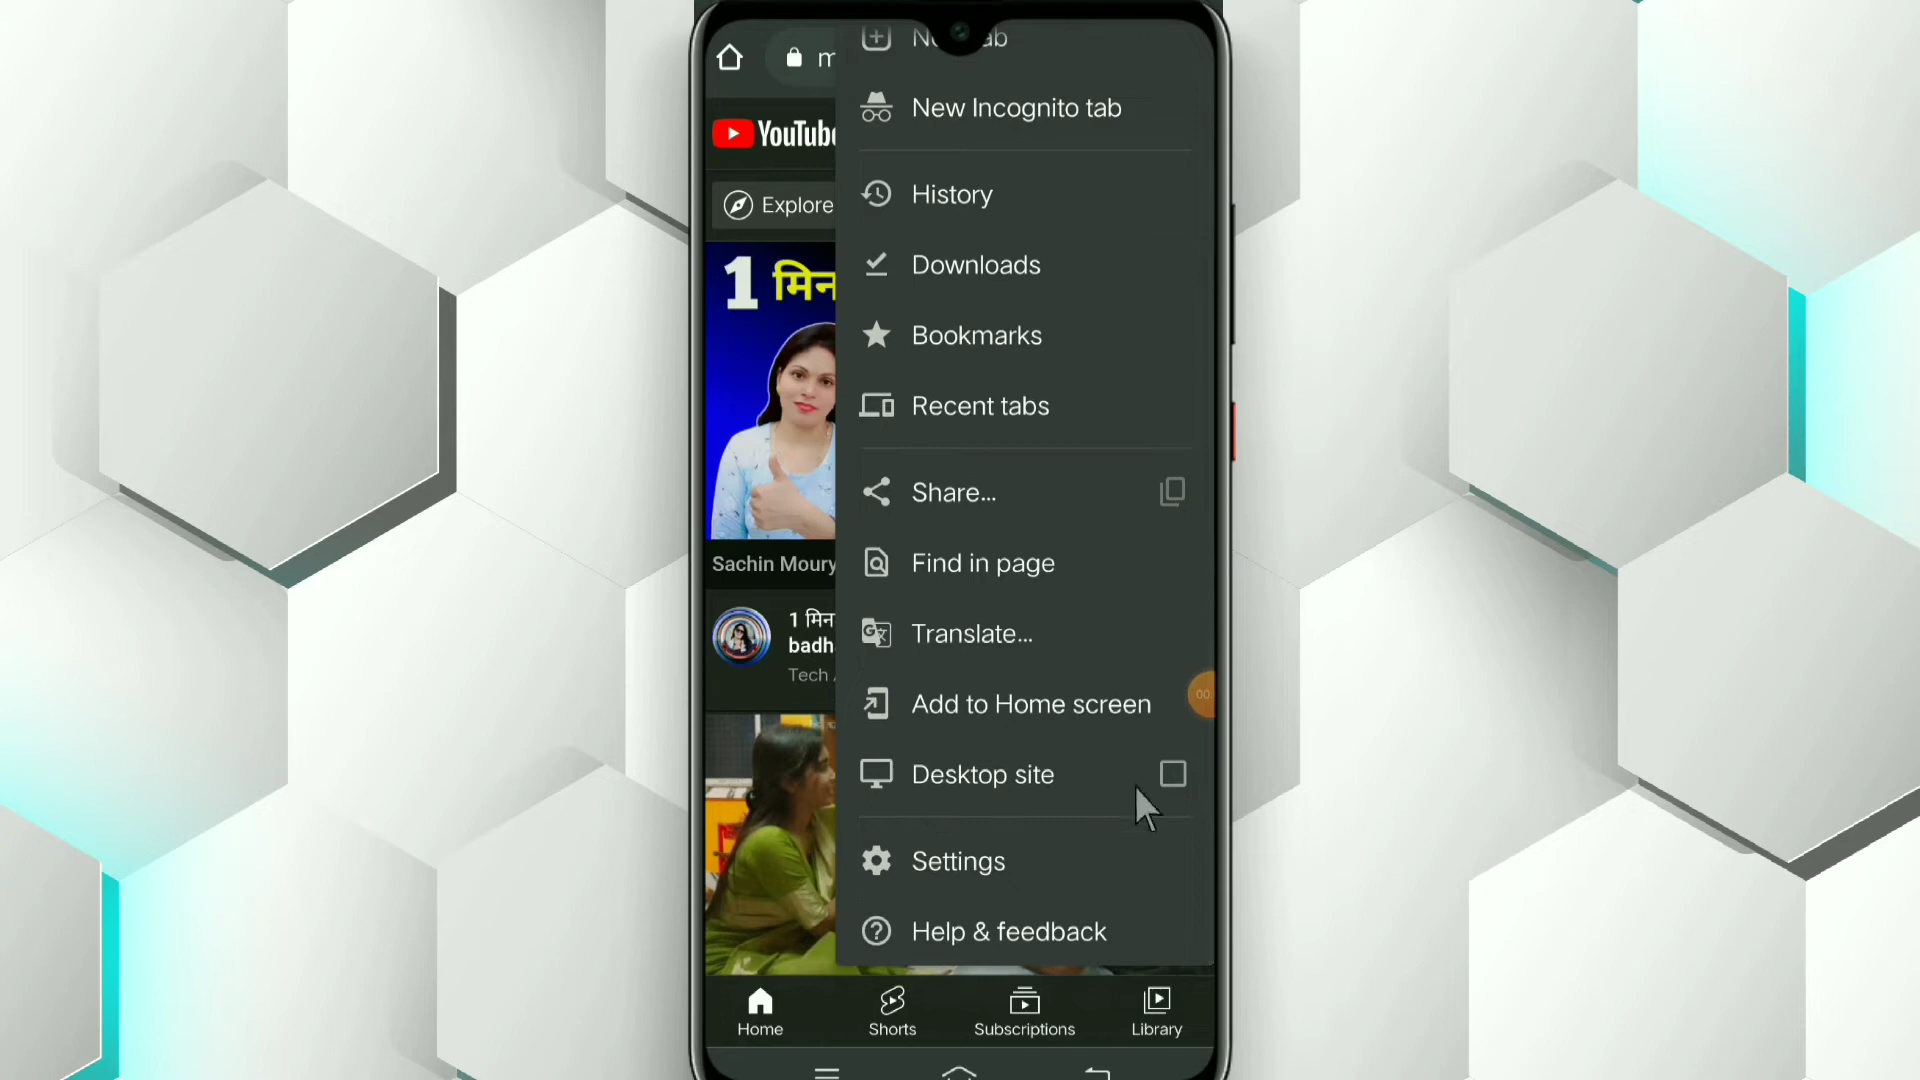 New Incognito tab
YouTube
History
Explore
Downloads
1
Bookmarks
Recent tabs
Share...
Sachin Moury
Find in page
1 मिन
badh
Translate...
Tech
Add to Home screen
00
Desktop site
Settings
Help & feedback
Home
Shorts
Subscriptions
Library